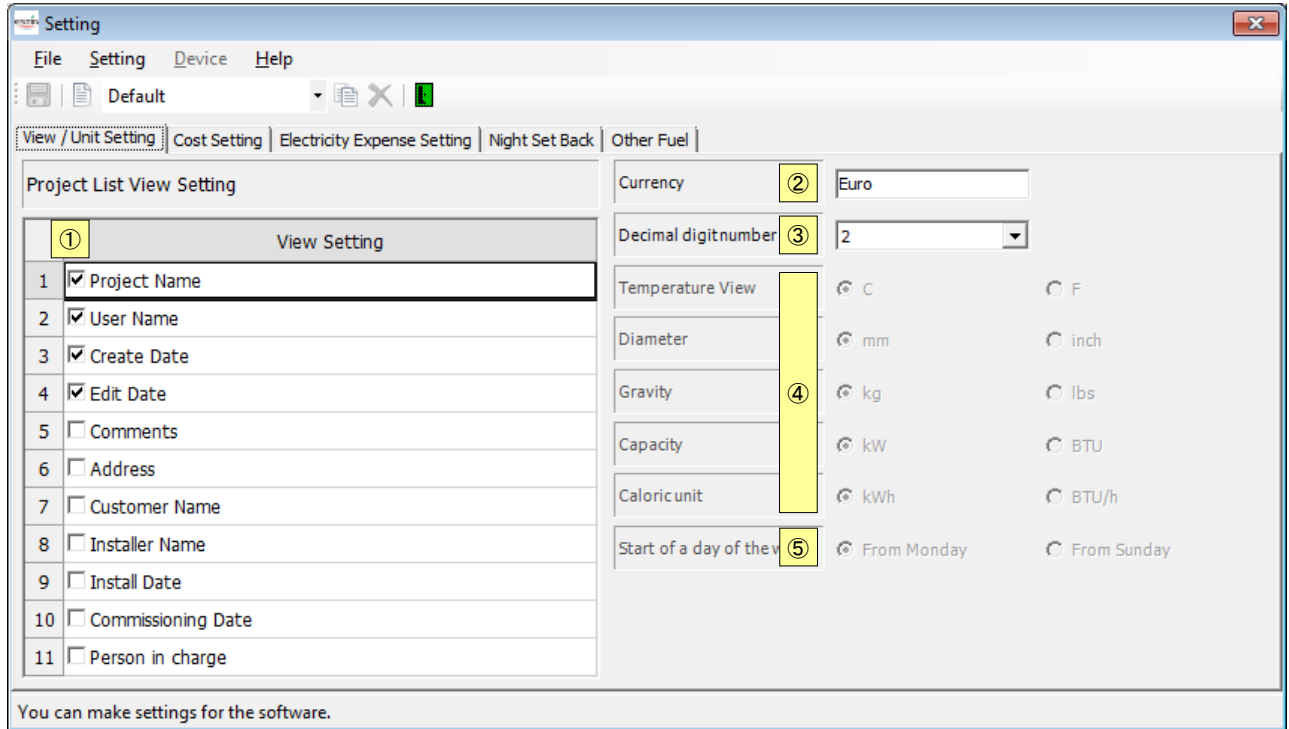 Setting
File Setting Device Help
Default
View / Unit Setting Cost Setting Electricity Expense Setting Night Set Back Other Fuel
Project List View Setting
① View Setting
1 Project Name
2 User Name
3 Create Date
4 Edit Date
5 Comments
6 Address
7 Customer Name
8 Installer Name
9 Install Date
10 Commissioning Date
11 Person in charge
Currency ② Euro
Decimal digit number ③ 2
Temperature View C F
Diameter mm inch
Gravity ④ kg lbs
Capacity kW BTU
Caloric unit kWh BTU/h
Start of a day of the ⑤ From Monday From Sunday
You can make settings for the software.